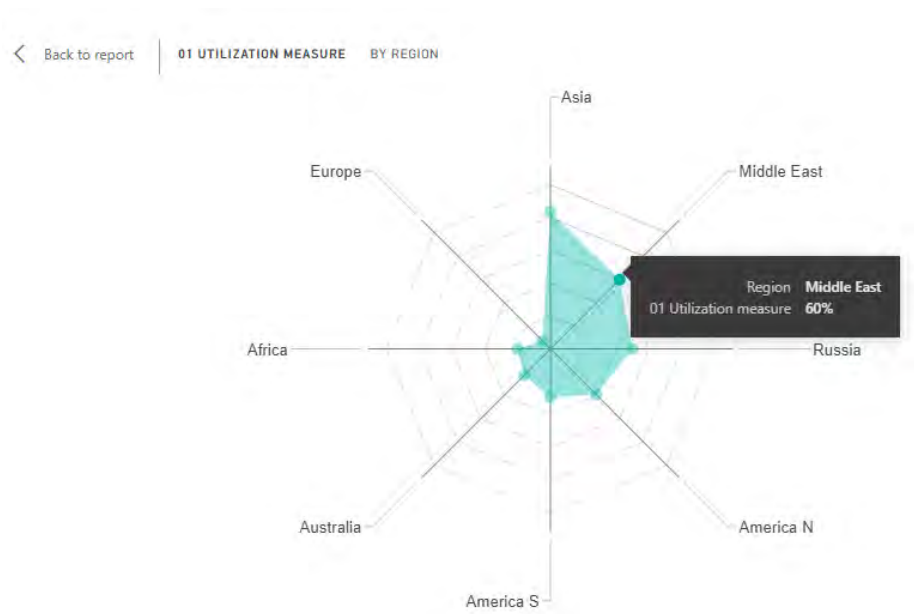 Back to report 01 UTILIZATION MEASURE BY REGION
Asia
Europe Middle East
Region Middle East
01 Utilization measure 60%
Africa Russia
Australia America N
America S